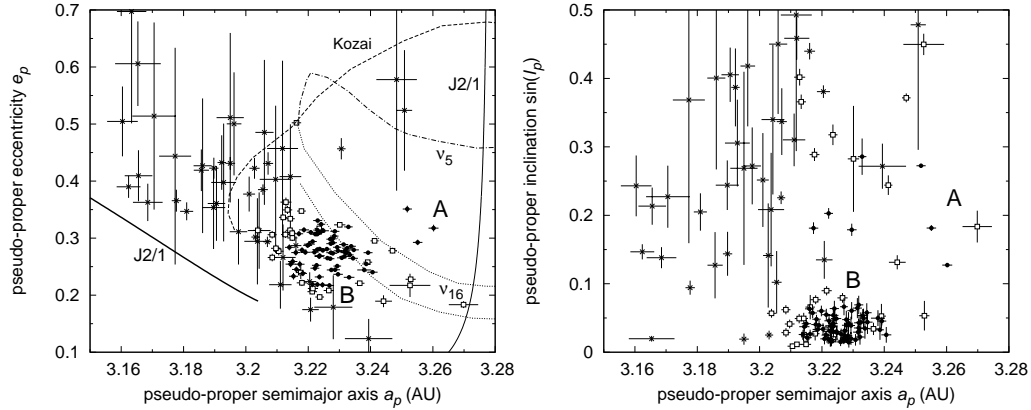 pseudo-proper eccentricity eₚ
0.7
0.6
0.5
0.4
0.3
0.2
0.1
Kozai
J2/1
ν₅
A
J2/1
B
ν₁₆
3.16 3.18 3.2 3.22 3.24 3.26 3.28
pseudo-proper semimajor axis aₚ (AU)
pseudo-proper inclination sin(Iₚ)
0.5
0.4
0.3
0.2
0.1
0
A
B
3.16 3.18 3.2 3.22 3.24 3.26 3.28
pseudo-proper semimajor axis aₚ (AU)